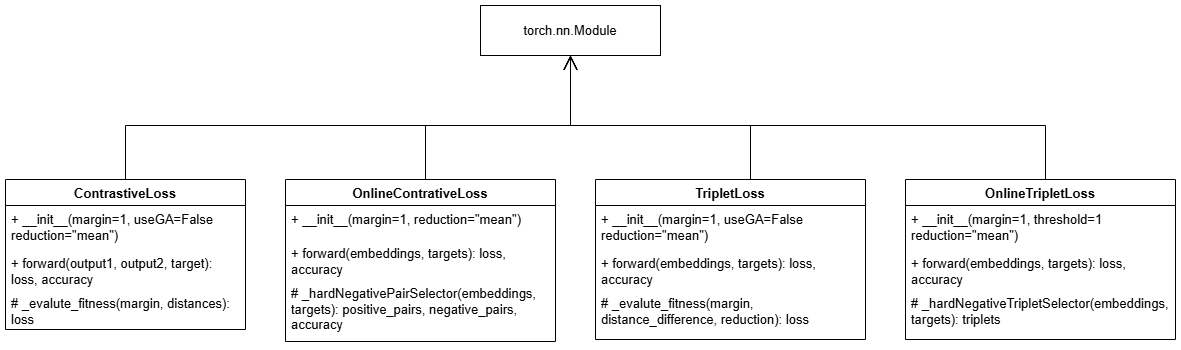 torch.nn.Module
ContrastiveLoss
+ __init__(margin=1, useGA=False
reduction="mean")
+ forward(output1, output2, target):
loss, accuracy
# _evalute_fitness(margin, distances):
loss
OnlineContrativeLoss
+ __init__(margin=1, reduction="mean")
+ forward(embeddings, targets): loss,
accuracy
# _hardNegativePairSelector(embeddings,
targets): positive_pairs, negative_pairs,
accuracy
TripletLoss
+ __init__(margin=1, useGA=False
reduction="mean")
+ forward(embeddings, targets): loss,
accuracy
# _evalute_fitness(margin,
distance_difference, reduction): loss
OnlineTripletLoss
+ __init__(margin=1, threshold=1
reduction="mean")
+ forward(embeddings, targets): loss,
accuracy
# _hardNegativeTripletSelector(embeddings,
targets): triplets